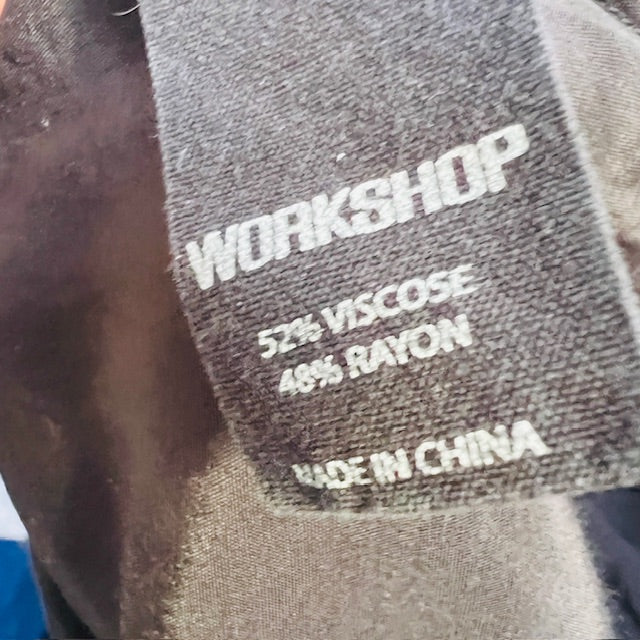 WORKSHOP
52% VISCOSE
48% RAYON
MADE IN CHINA